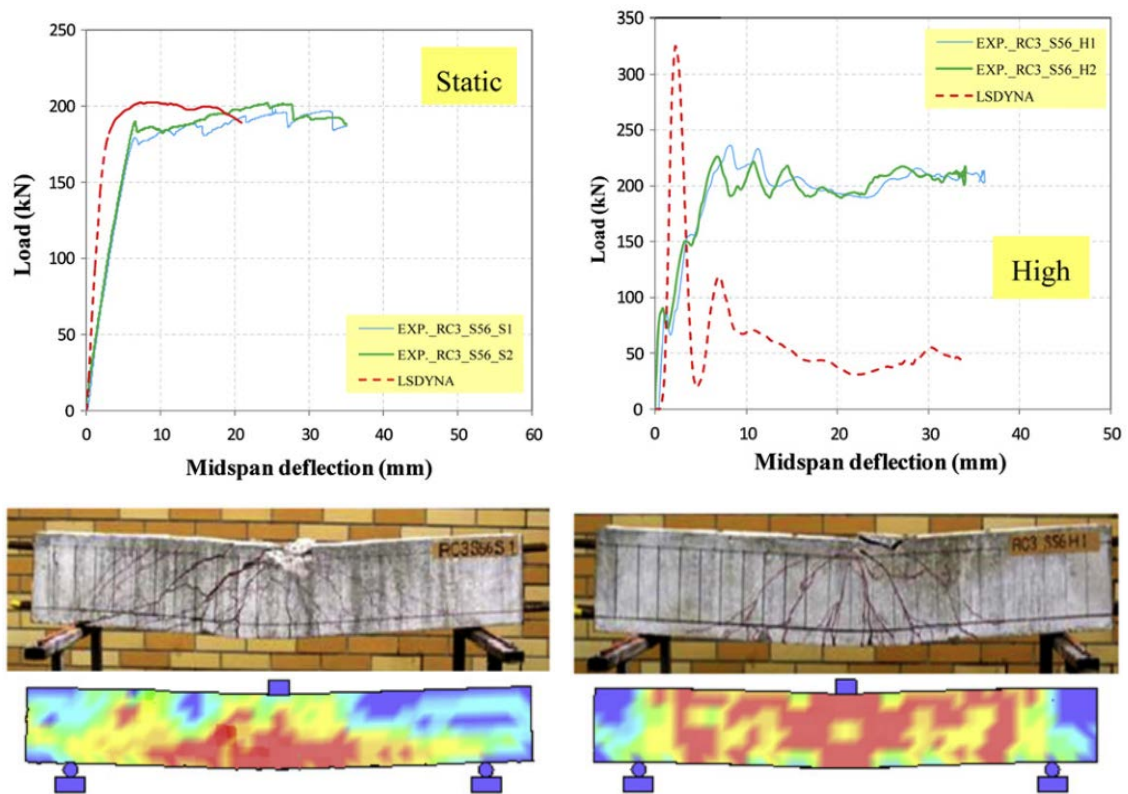 250
200
150
100
50
0
Load (kN)
Static
EXP._RC3_S56_S1
EXP._RC3_S56_S2
LSDYNA
0 10 20 30 40 50 60
Midspan deflection (mm)
350
300
250
200
150
100
50
0
Load (kN)
EXP._RC3_S56_H1
EXP._RC3_S56_H2
LSDYNA
High
0 10 20 30 40 50
Midspan deflection (mm)
RC3S56S1
RC3 S56H1